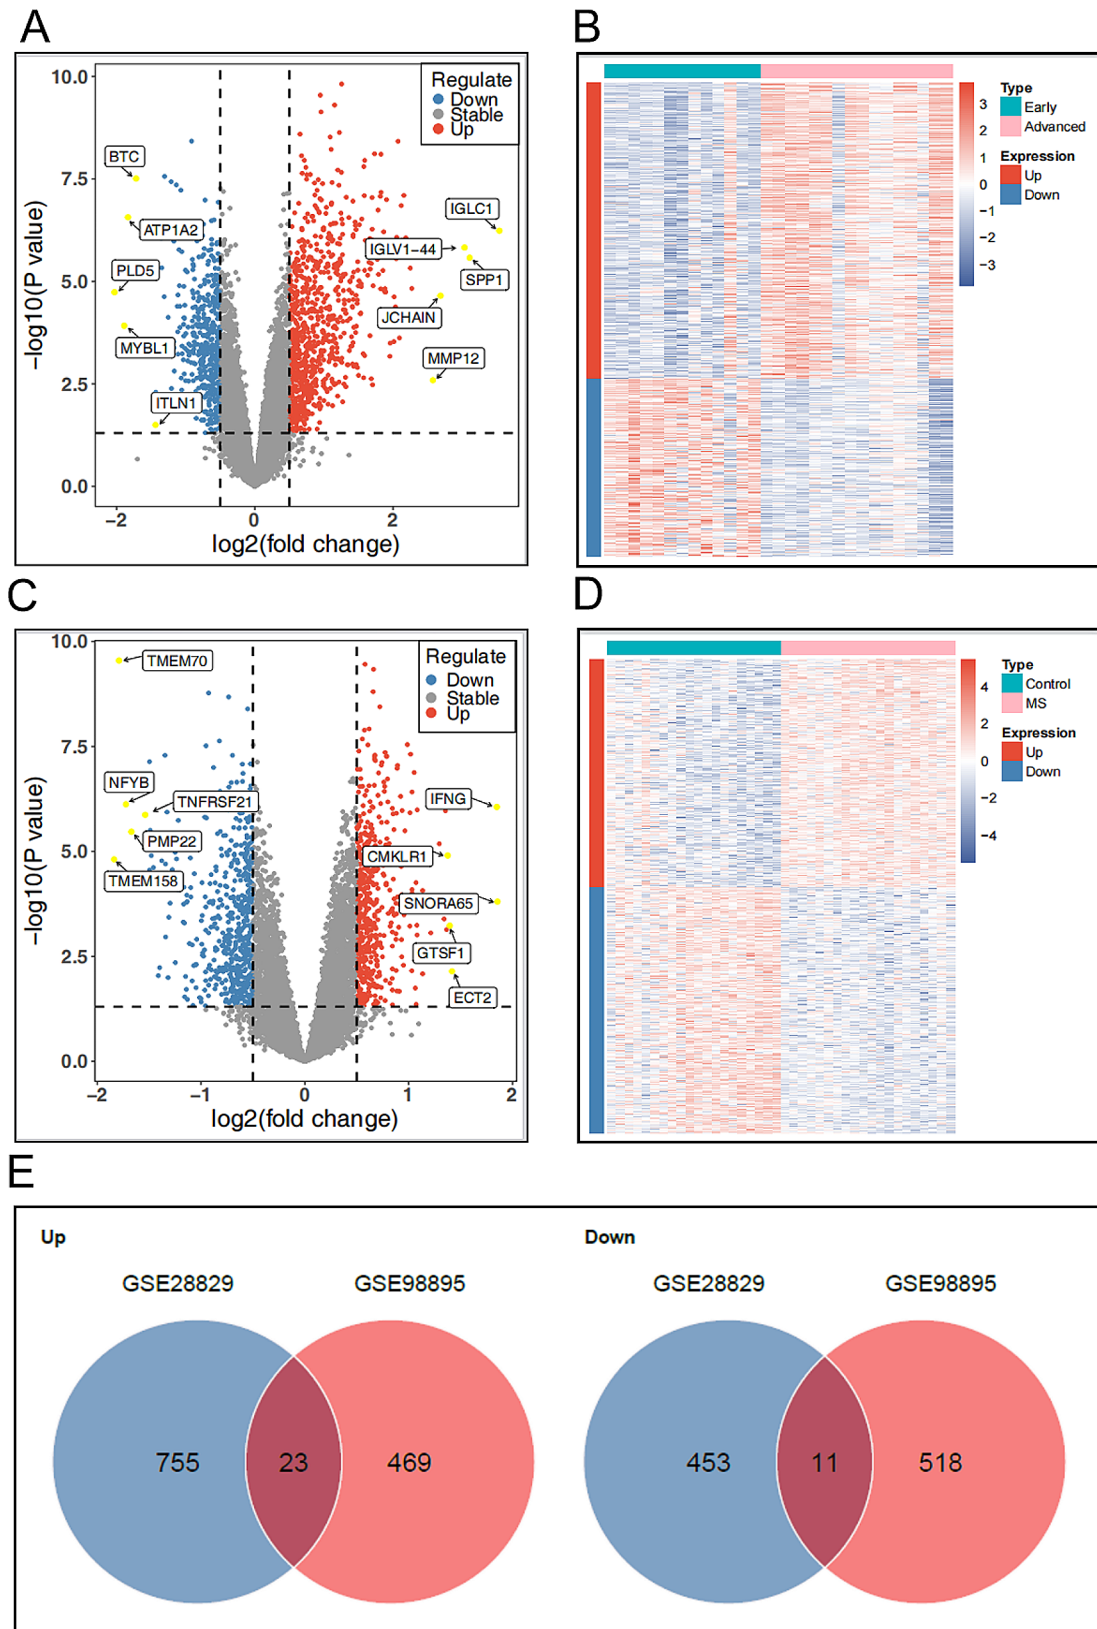 A
10.0
7.5
5.0
2.5
0.0
−2
0
2
−log10(P value)
log2(fold change)
Regulate
Down
Stable
Up
BTC
ATP1A2
PLD5
MYBL1
ITLN1
IGLC1
IGLV1−44
SPP1
JCHAIN
MMP12
B
3
2
1
0
−1
−2
−3
Type
Early
Advanced
Expression
Up
Down
C
10.0
7.5
5.0
2.5
0.0
−2
−1
0
1
2
−log10(P value)
log2(fold change)
Regulate
Down
Stable
Up
TMEM70
NFYB
TNFRSF21
PMP22
TMEM158
IFNG
CMKLR1
SNORA65
GTSF1
ECT2
D
4
2
0
−2
−4
Type
Control
MS
Expression
Up
Down
E
Up
GSE28829
GSE98895
755
23
469
Down
GSE28829
GSE98895
453
11
518